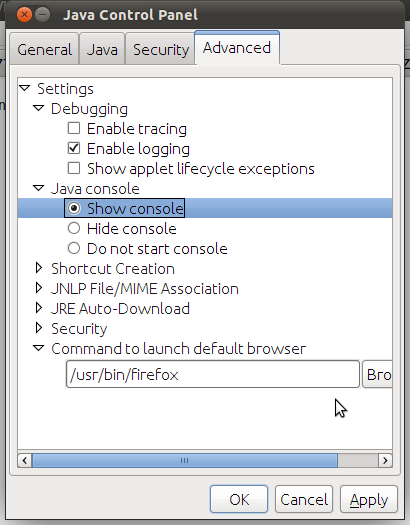 Java Control Panel
General Java Security Advanced
Settings
Debugging
Enable tracing
Enable logging
Show applet lifecycle exceptions
Java console
Show console
Hide console
Do not start console
Shortcut Creation
JNLP File/MIME Association
JRE Auto-Download
Security
Command to launch default browser
/usr/bin/firefox Bro
OK Cancel Apply